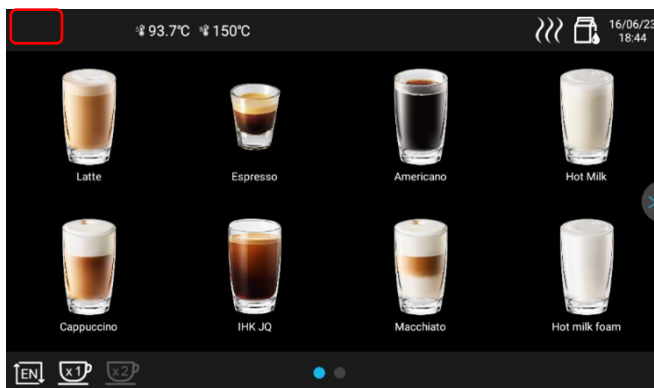 93.7℃ 150℃
16/06/23
18:44
Latte Espresso Americano Hot Milk
Cappuccino IHK JQ Macchiato Hot milk foam
EN x1 x2